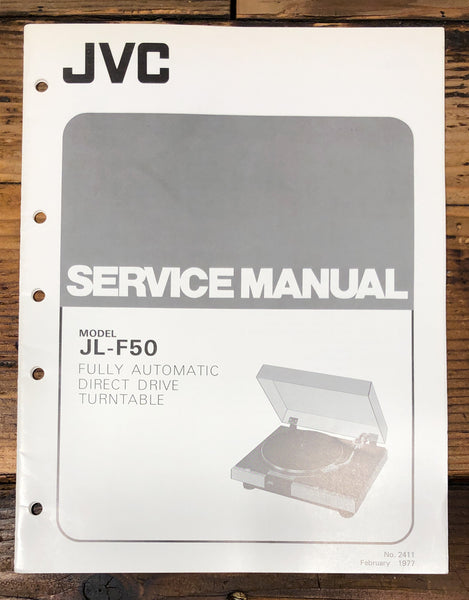 JVC
SERVICE MANUAL
MODEL
JL-F50
FULLY AUTOMATIC
DIRECT DRIVE
TURNTABLE
No. 2411
February 1977